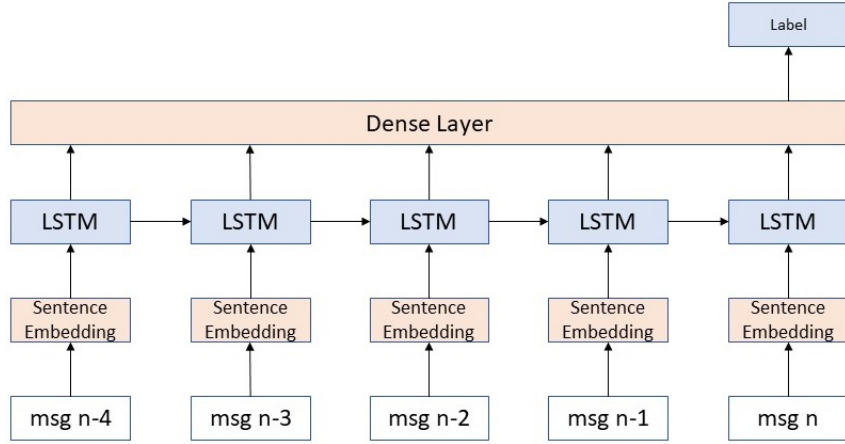 Label
Dense Layer
LSTM LSTM LSTM LSTM LSTM
Sentence Sentence Sentence Sentence Sentence
Embedding Embedding Embedding Embedding Embedding
msg n-4 msg n-3 msg n-2 msg n-1 msg n